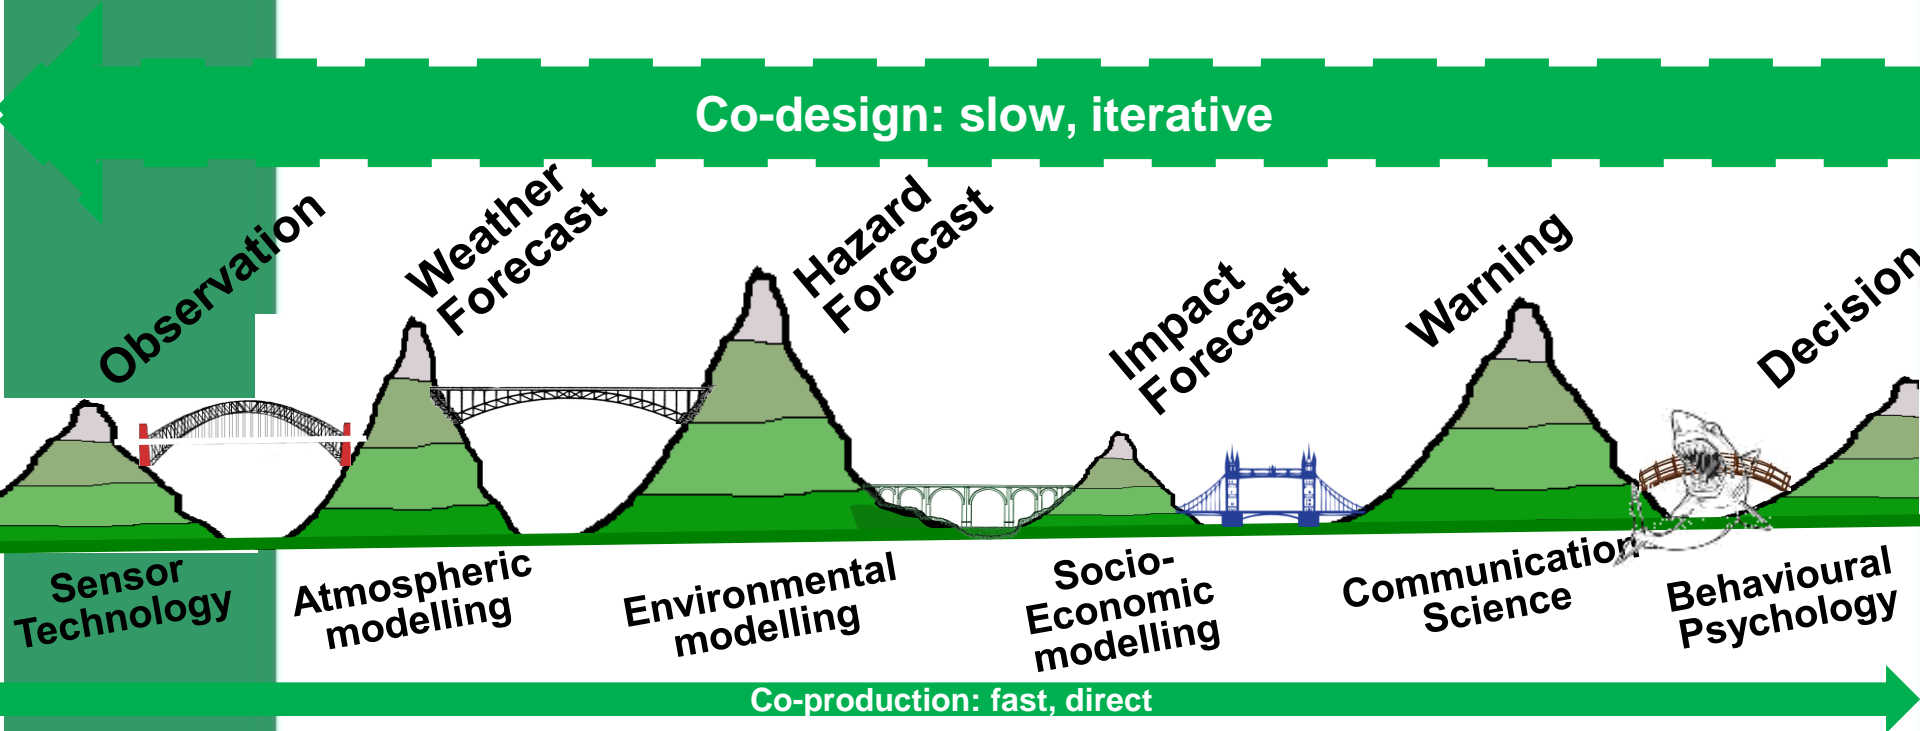 Co-design: slow, iterative
Observation
Weather
Forecast
Hazard
Forecast
Impact
Forecast
Warning
Decision
Sensor
Technology
Atmospheric
modelling
Environmental
modelling
Socio-
Economic
modelling
Communication
Science
Behavioural
Psychology
Co-production: fast, direct